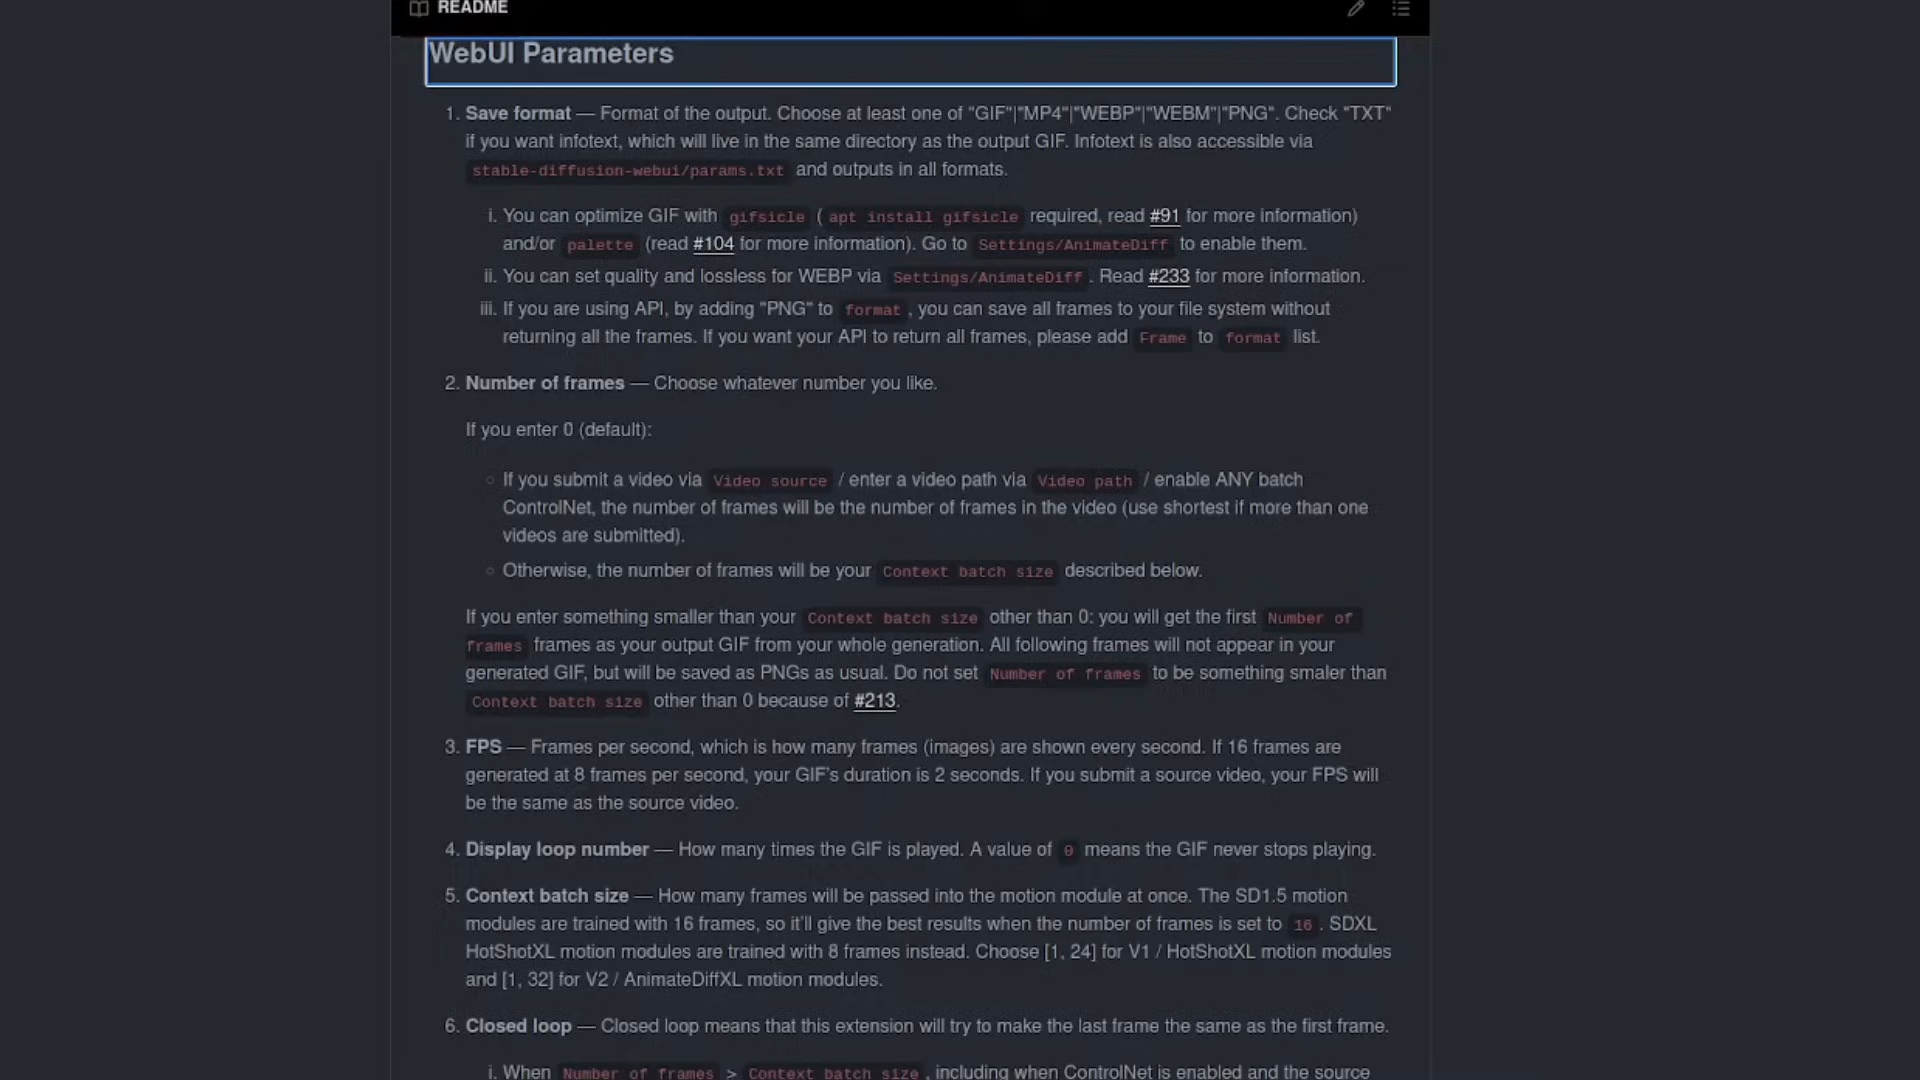 README
WebUI Parameters
1. Save format — Format of the output. Choose at least one of "GIF"|"MP4"|"WEBP"|"WEBM"|"PNG". Check "TXT"
if you want infotext, which will live in the same directory as the output GIF. Infotext is also accessible via
stable-diffusion-webui/params.txt and outputs in all formats.
i. You can optimize GIF with gifsicle ( apt install gifsicle required, read #91 for more information)
and/or palette (read #104 for more information). Go to Settings/AnimateDiff to enable them.
ii. You can set quality and lossless for WEBP via Settings/AnimateDiff . Read #233 for more information.
iii. If you are using API, by adding "PNG" to format , you can save all frames to your file system without
returning all the frames. If you want your API to return all frames, please add Frame to format list.
2. Number of frames — Choose whatever number you like.
If you enter 0 (default):
○ If you submit a video via Video source / enter a video path via Video path / enable ANY batch
ControlNet, the number of frames will be the number of frames in the video (use shortest if more than one
videos are submitted).
○ Otherwise, the number of frames will be your Context batch size described below.
If you enter something smaller than your Context batch size other than 0: you will get the first Number of
frames frames as your output GIF from your whole generation. All following frames will not appear in your
generated GIF, but will be saved as PNGs as usual. Do not set Number of frames to be something smaler than
Context batch size other than 0 because of #213.
3. FPS — Frames per second, which is how many frames (images) are shown every second. If 16 frames are
generated at 8 frames per second, your GIF's duration is 2 seconds. If you submit a source video, your FPS will
be the same as the source video.
4. Display loop number — How many times the GIF is played. A value of 0 means the GIF never stops playing.
5. Context batch size — How many frames will be passed into the motion module at once. The SD1.5 motion
modules are trained with 16 frames, so it'll give the best results when the number of frames is set to 16 . SDXL
HotShotXL motion modules are trained with 8 frames instead. Choose [1, 24] for V1 / HotShotXL motion modules
and [1, 32] for V2 / AnimateDiffXL motion modules.
6. Closed loop — Closed loop means that this extension will try to make the last frame the same as the first frame.
i. When Number of frames > Context batch size , including when ControlNet is enabled and the source